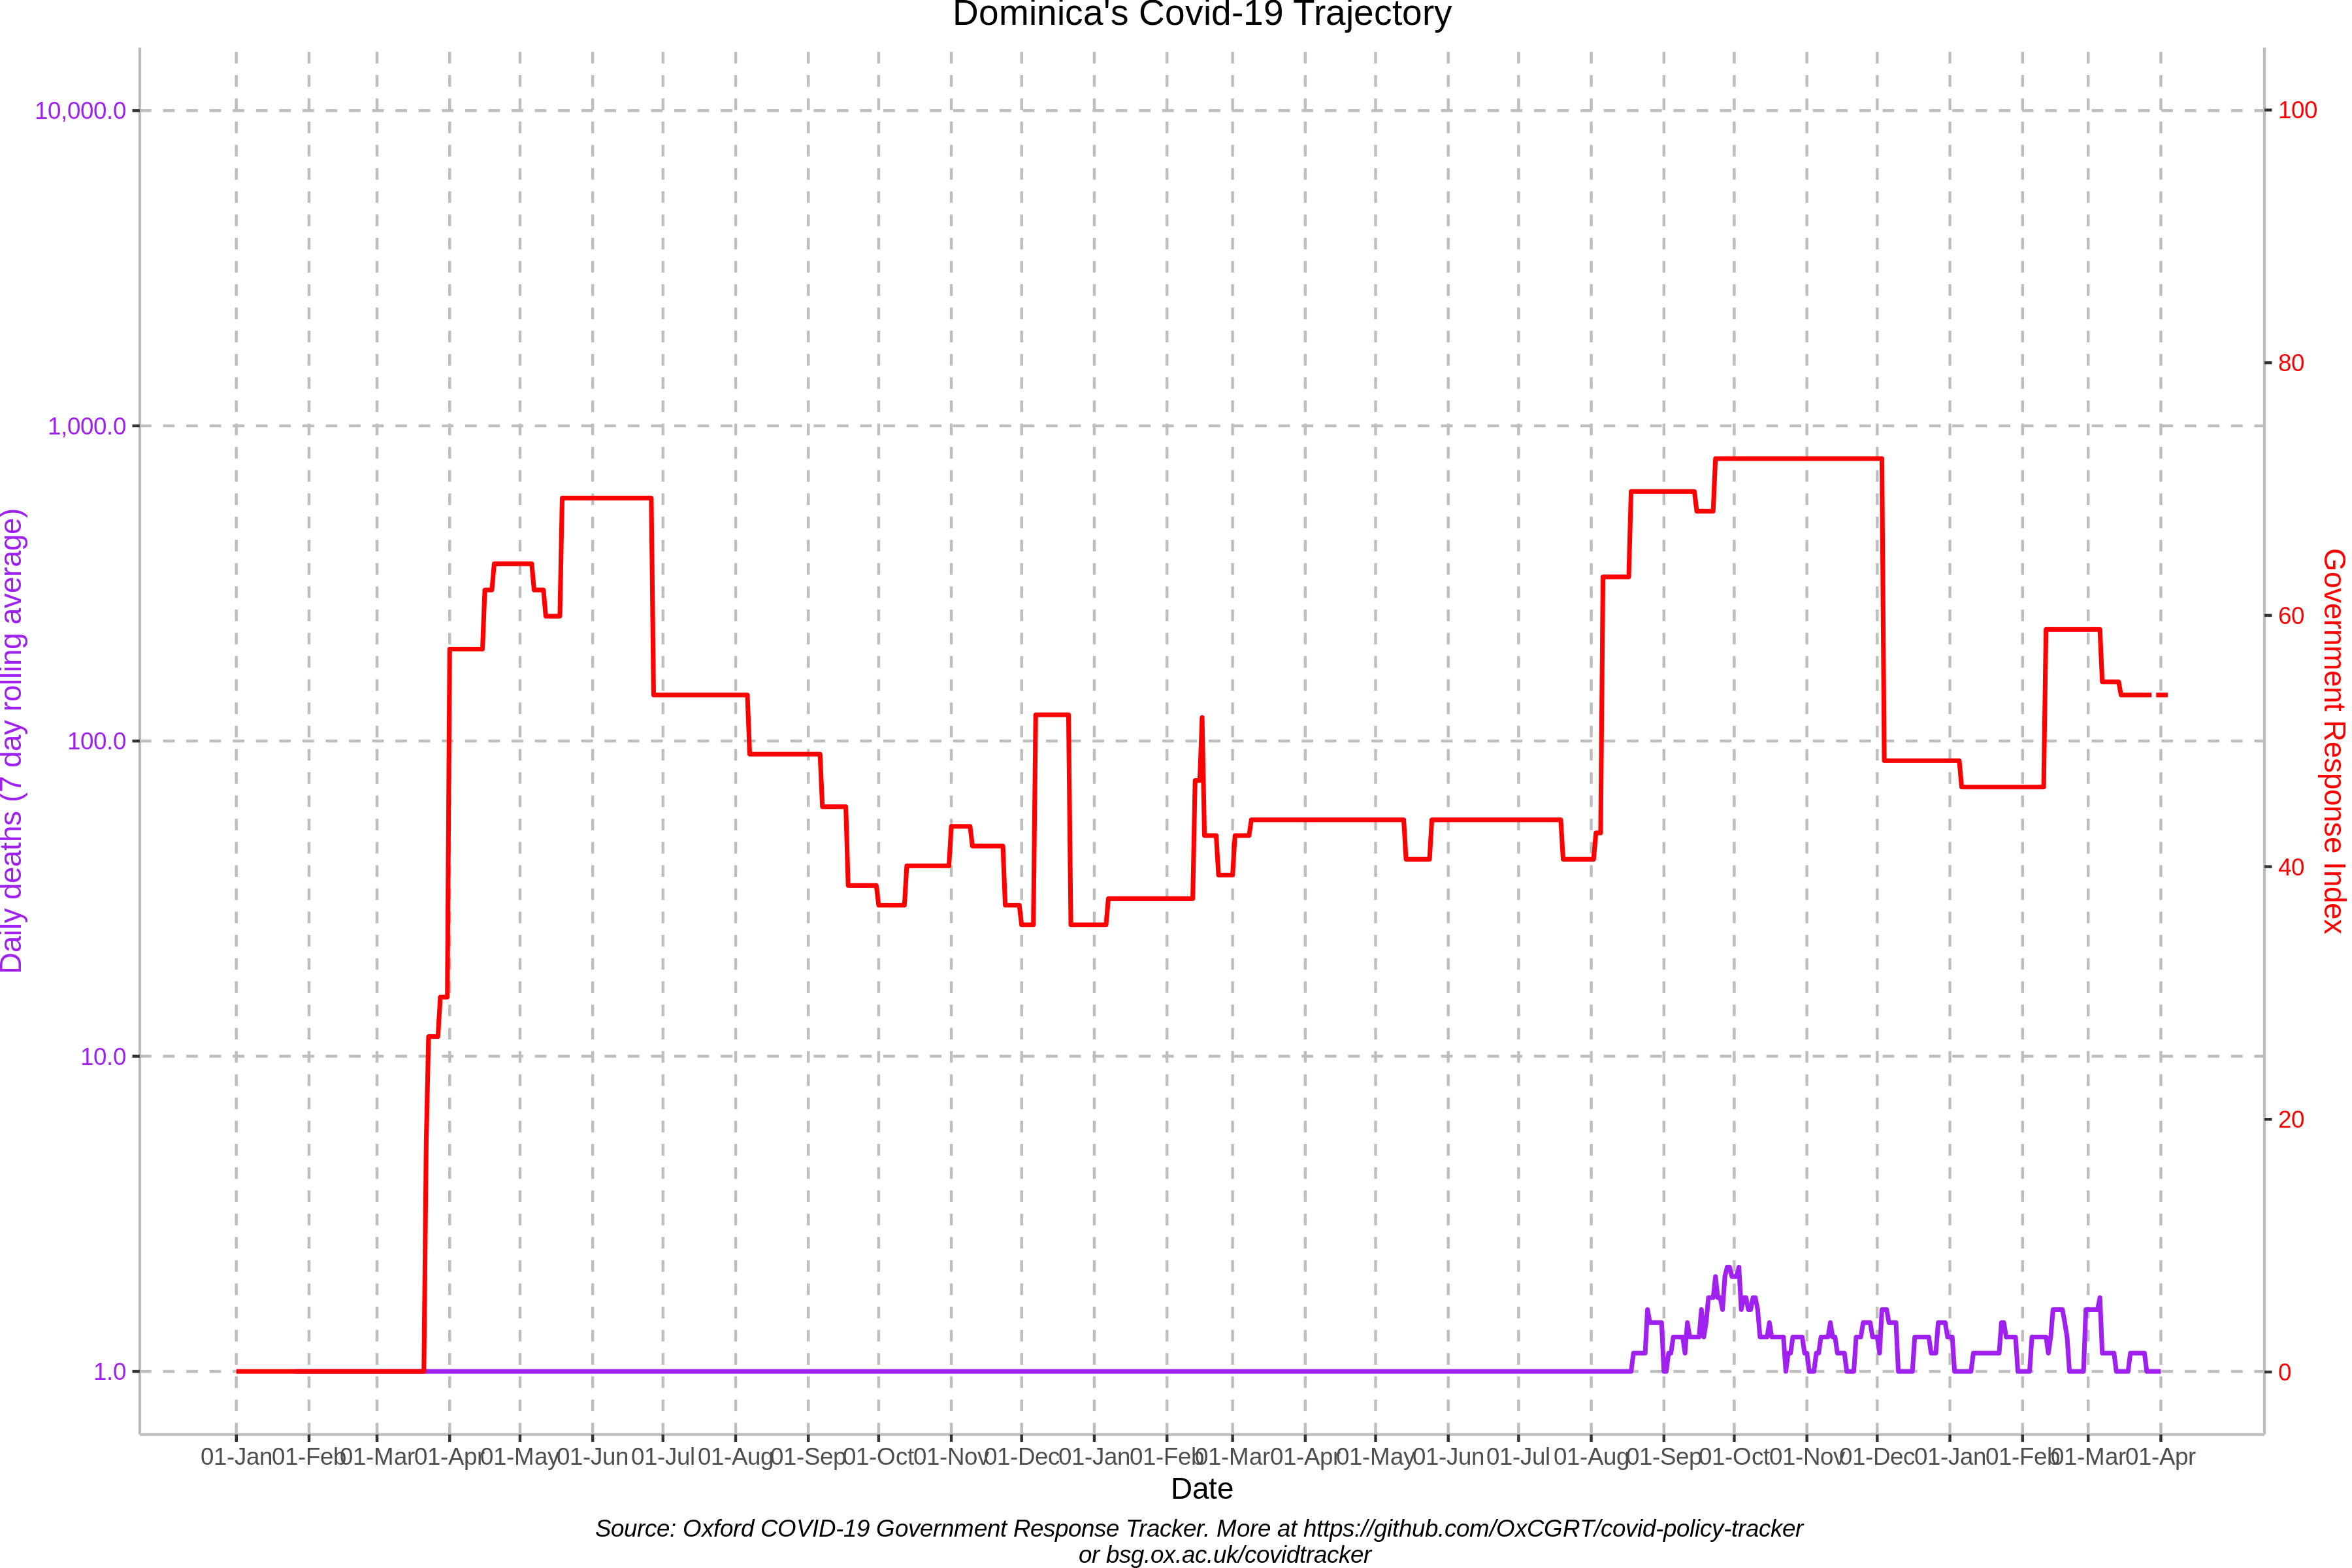 Dominica's Covid-19 Trajectory
10,000.0
1,000.0
100.0
10.0
1.0
Daily deaths (7 day rolling average)
100
80
60
40
20
0
Government Response Index
01-Jan 01-Feb 01-Mar 01-Apr 01-May 01-Jun 01-Jul 01-Aug 01-Sep 01-Oct 01-Nov 01-Dec 01-Jan 01-Feb 01-Mar 01-Apr 01-May 01-Jun 01-Jul 01-Aug 01-Sep 01-Oct 01-Nov 01-Dec 01-Jan 01-Feb 01-Mar 01-Apr
Date
Source: Oxford COVID-19 Government Response Tracker. More at https://github.com/OxCGRT/covid-policy-tracker
or bsg.ox.ac.uk/covidtracker